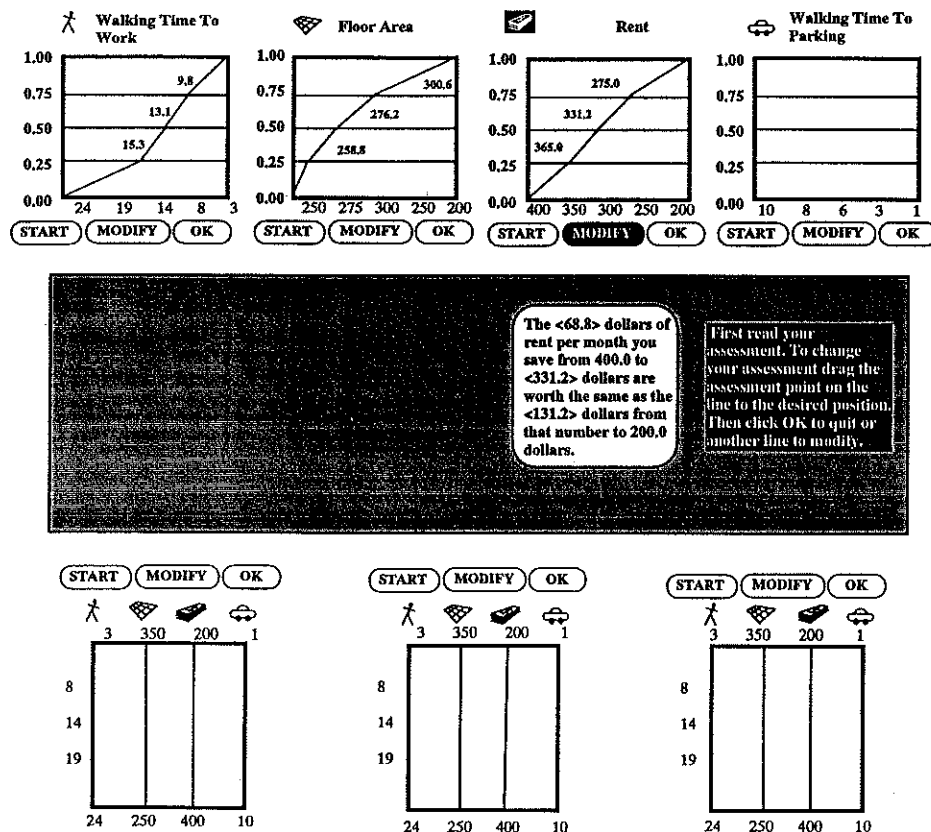 Walking Time To
Work
Floor Area
Rent
Walking Time To
Parking
1.00
0.75
0.50
0.25
0.00
9.8
13.1
15.3
24 19 14 8 3
START MODIFY OK
1.00
0.75
0.50
0.25
0.00
300.6
276.2
258.8
250 275 300 250 200
START MODIFY OK
1.00
0.75
0.50
0.25
0.00
275.0
331.2
365.0
400 350 300 250 200
START MODIFY OK
1.00
0.75
0.50
0.25
0.00
10 8 6 3 1
START MODIFY OK
The <68.8> dollars of
rent per month you
save from 400.0 to
<331.2> dollars are
worth the same as the
<131.2> dollars from
that number to 200.0
dollars.
First read your
assessment. To change
your assessment drag the
assessment point on the
line to the desired position.
Then click OK to quit or
another line to modify.
START MODIFY OK
3 350 200 1
8
14
19
24 250 400 10
START MODIFY OK
3 350 200 1
8
14
19
24 250 400 10
START MODIFY OK
3 350 200 1
8
14
19
24 250 400 10